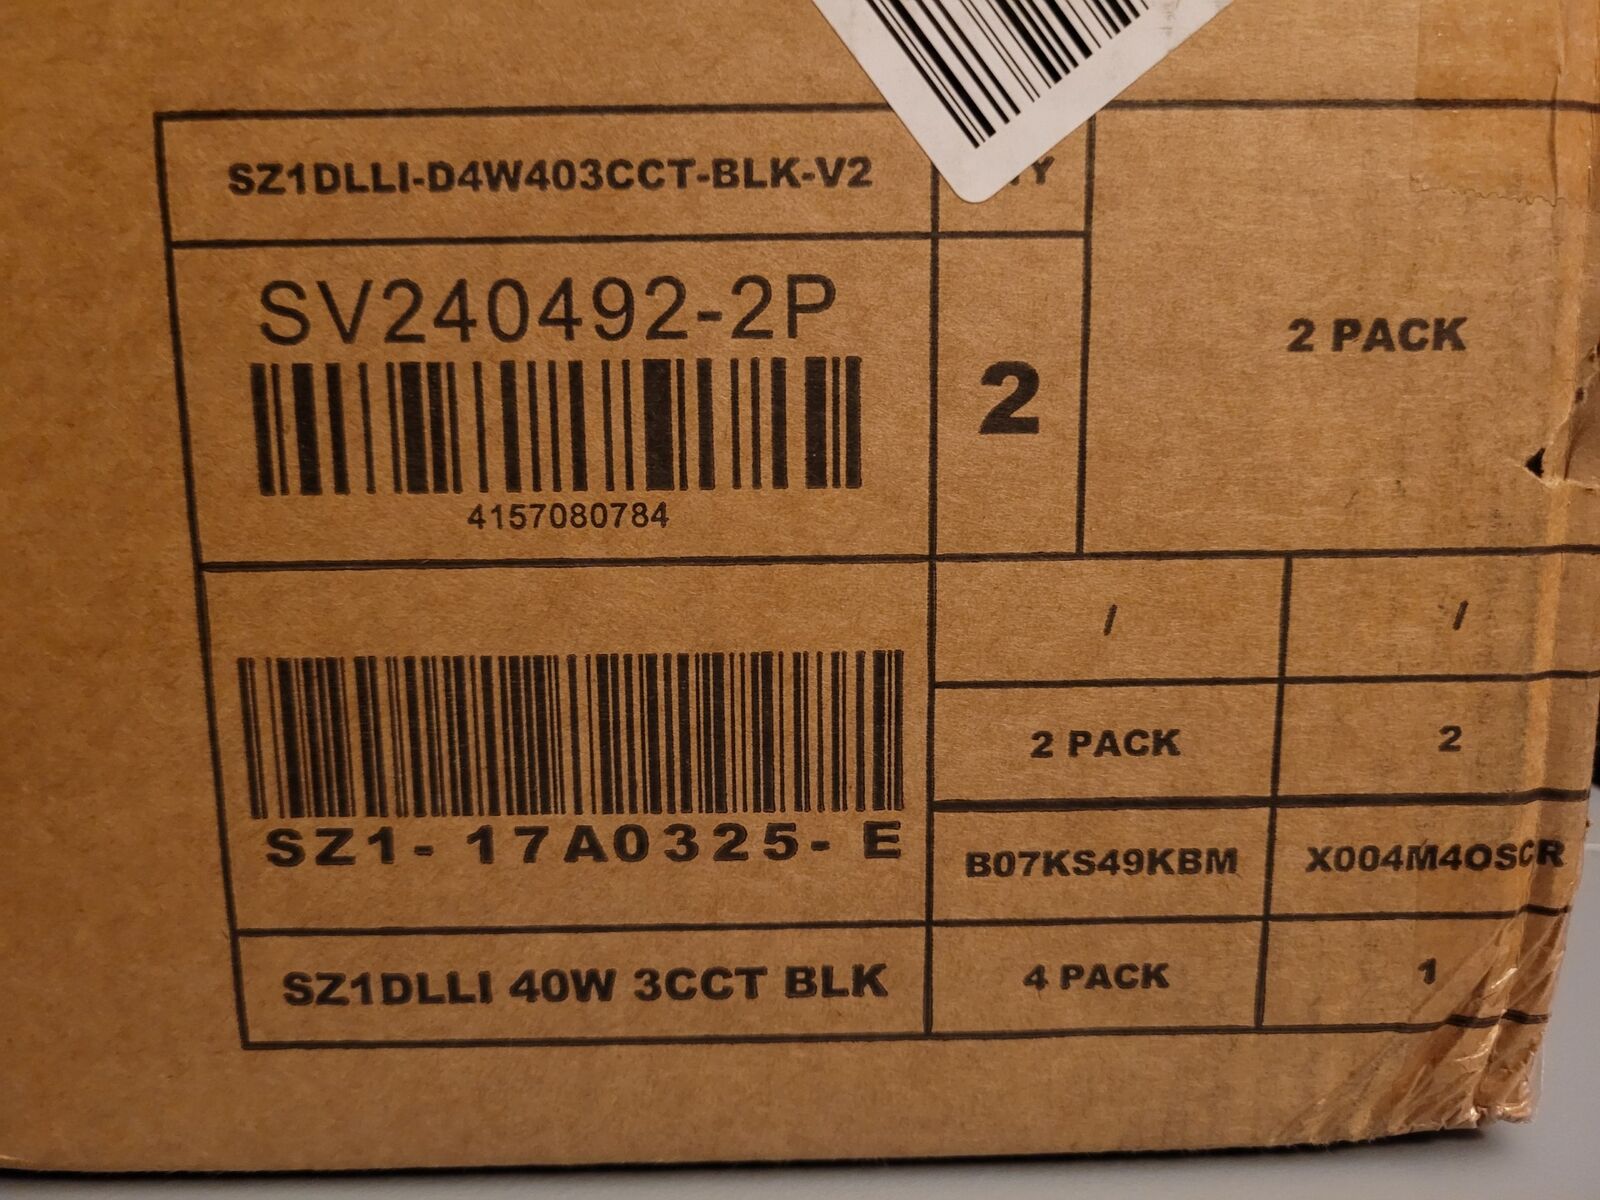 SZ1DLLI-D4W403CCT-BLK-V2
SV240492-2P
4157080784
2
2 PACK
SZ1-17A0325-E
/ /
2 PACK 2
B07KS49KBM X004M4OSCR
SZ1DLLI 40W 3CCT BLK
4 PACK 1